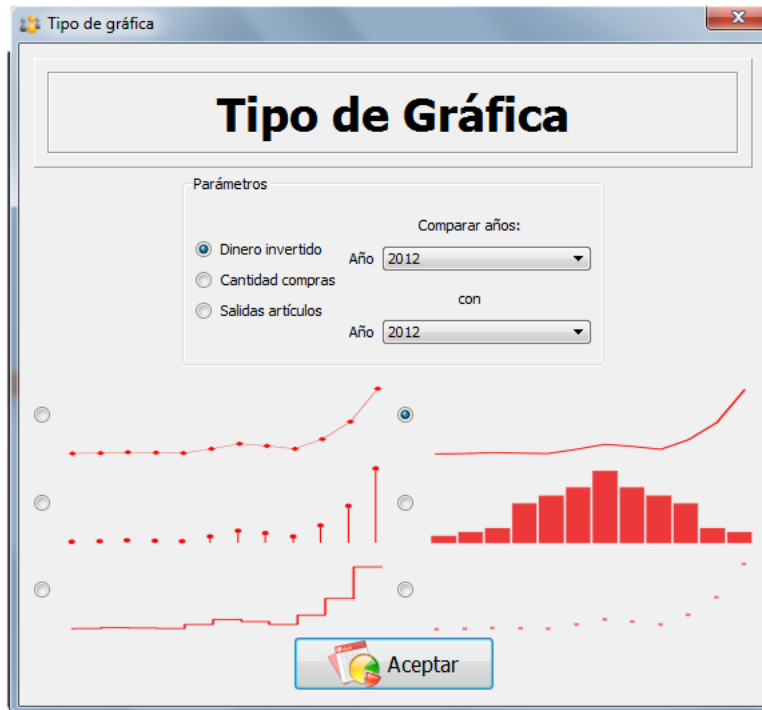 Tipo de gráfica
Tipo de Gráfica
Parámetros
Comparar años:
Dinero invertido
Año 2012
Cantidad compras
con
Salidas artículos
Año 2012
Aceptar